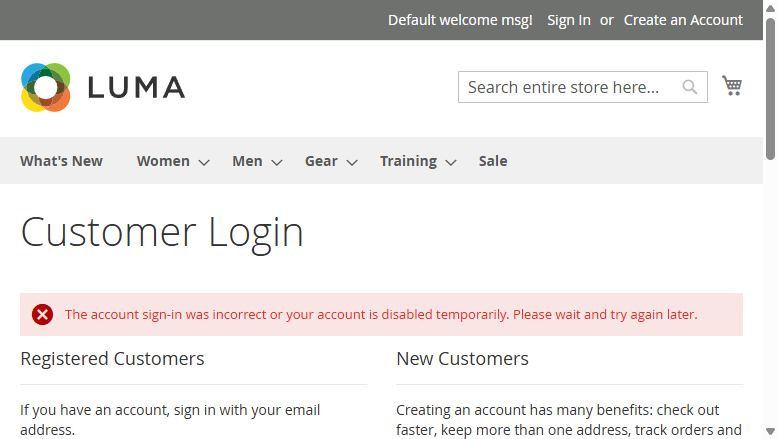 Default welcome msg! Sign In or Create an Account
LUMA
Search entire store here...
What's New Women Men Gear Training Sale
Customer Login
The account sign-in was incorrect or your account is disabled temporarily. Please wait and try again later.
Registered Customers
If you have an account, sign in with your email
address.
New Customers
Creating an account has many benefits: check out
faster, keep more than one address, track orders and